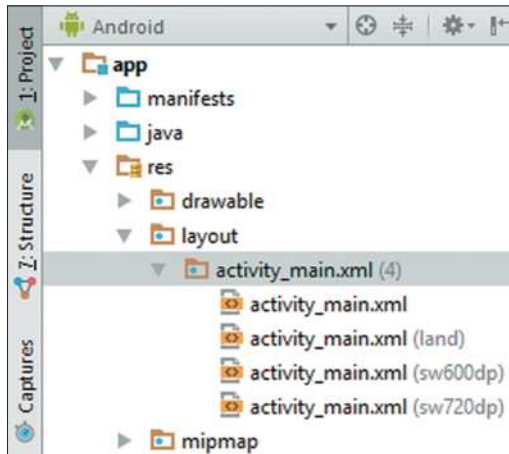 Android
1: Project
app
manifests
java
res
drawable
7: Structure
layout
activity_main.xml (4)
activity_main.xml
activity_main.xml (land)
Captures
activity_main.xml (sw600dp)
activity_main.xml (sw720dp)
mipmap